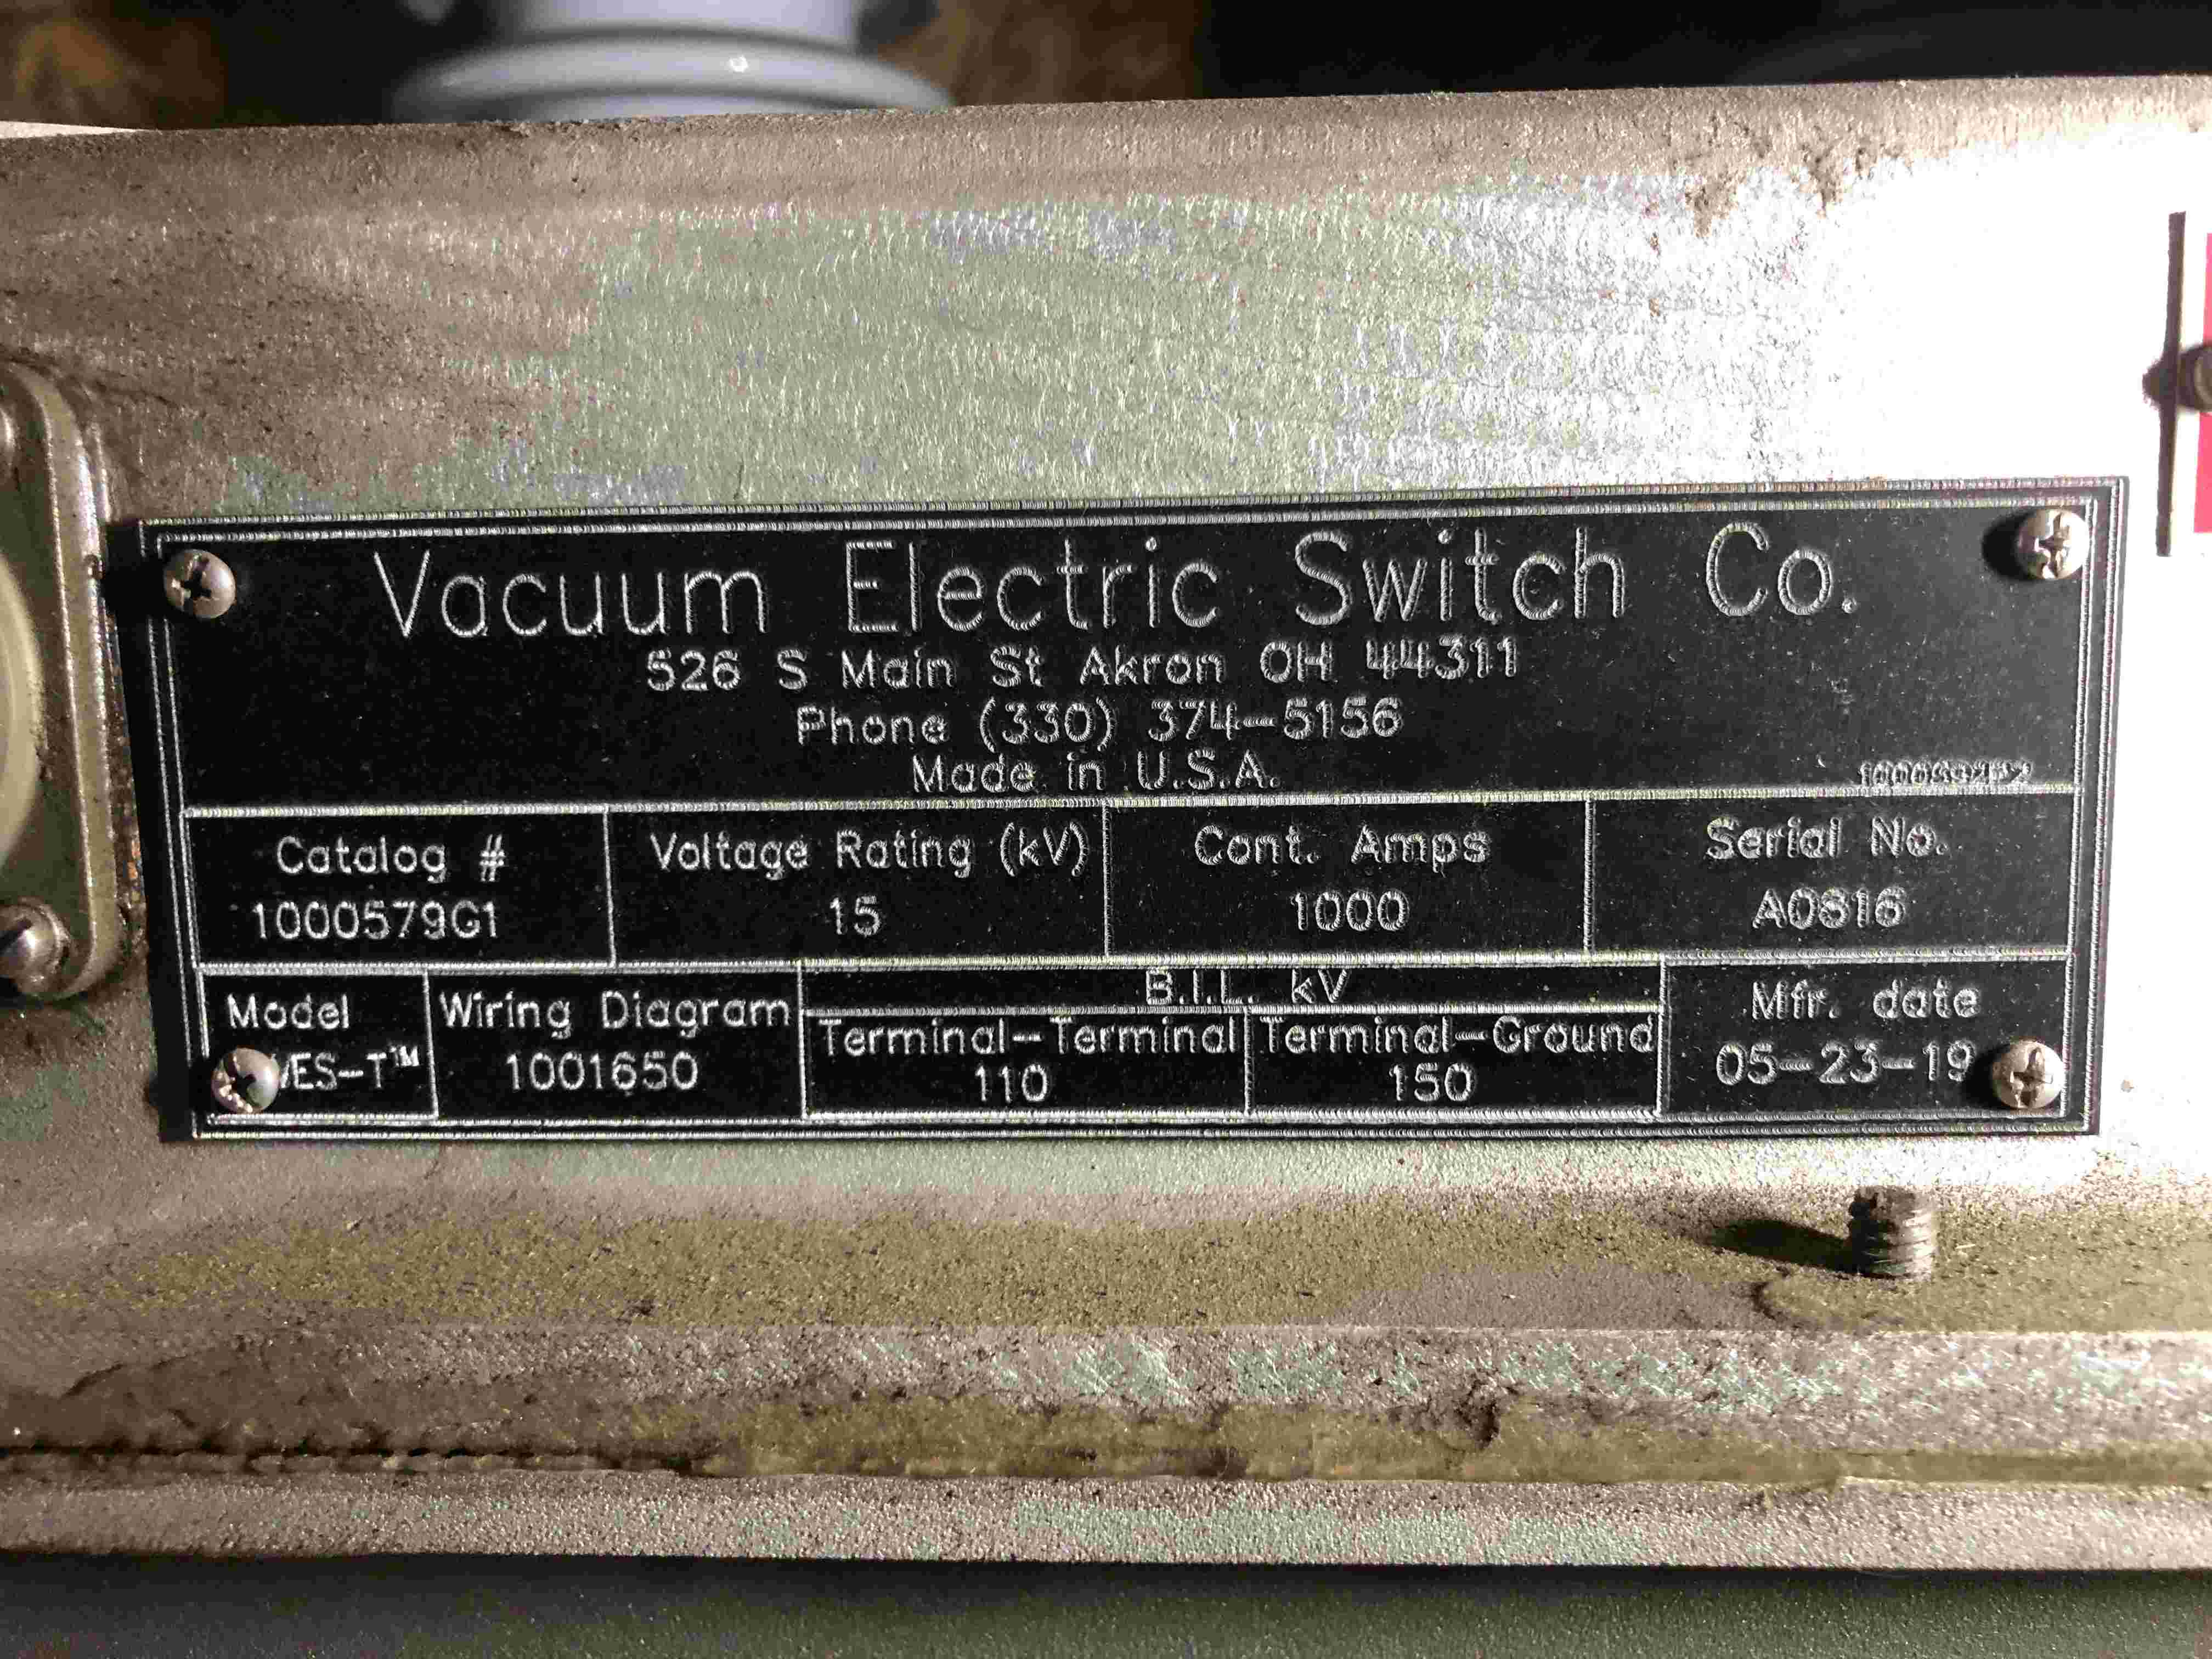 Vacuum Electric Switch Co.
526 S Main St Akron OH 44311
Phone (330) 374-5156
Made in U.S.A.
Catalog #
1000579G1
Voltage Rating (kV)
15
Cont. Amps
1000
Serial No.
A0816
Model
VES-T™
Wiring Diagram
1001650
B.I.L. kV
Terminal-Terminal
110
Terminal-Ground
150
Mfr. date
05-23-19